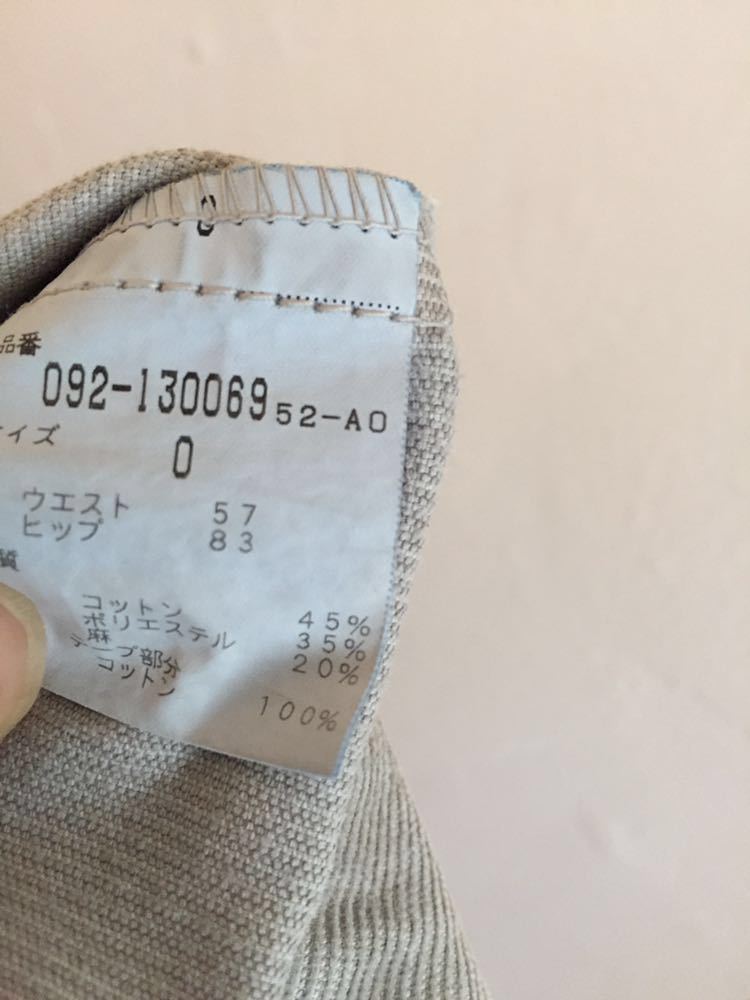 品番
092-130069 52-A0
イズ
0
ウエスト 57
ヒップ 83
質
コットン 45%
ポリエステル 35%
麻 20%
テープ部分
コットン 100%